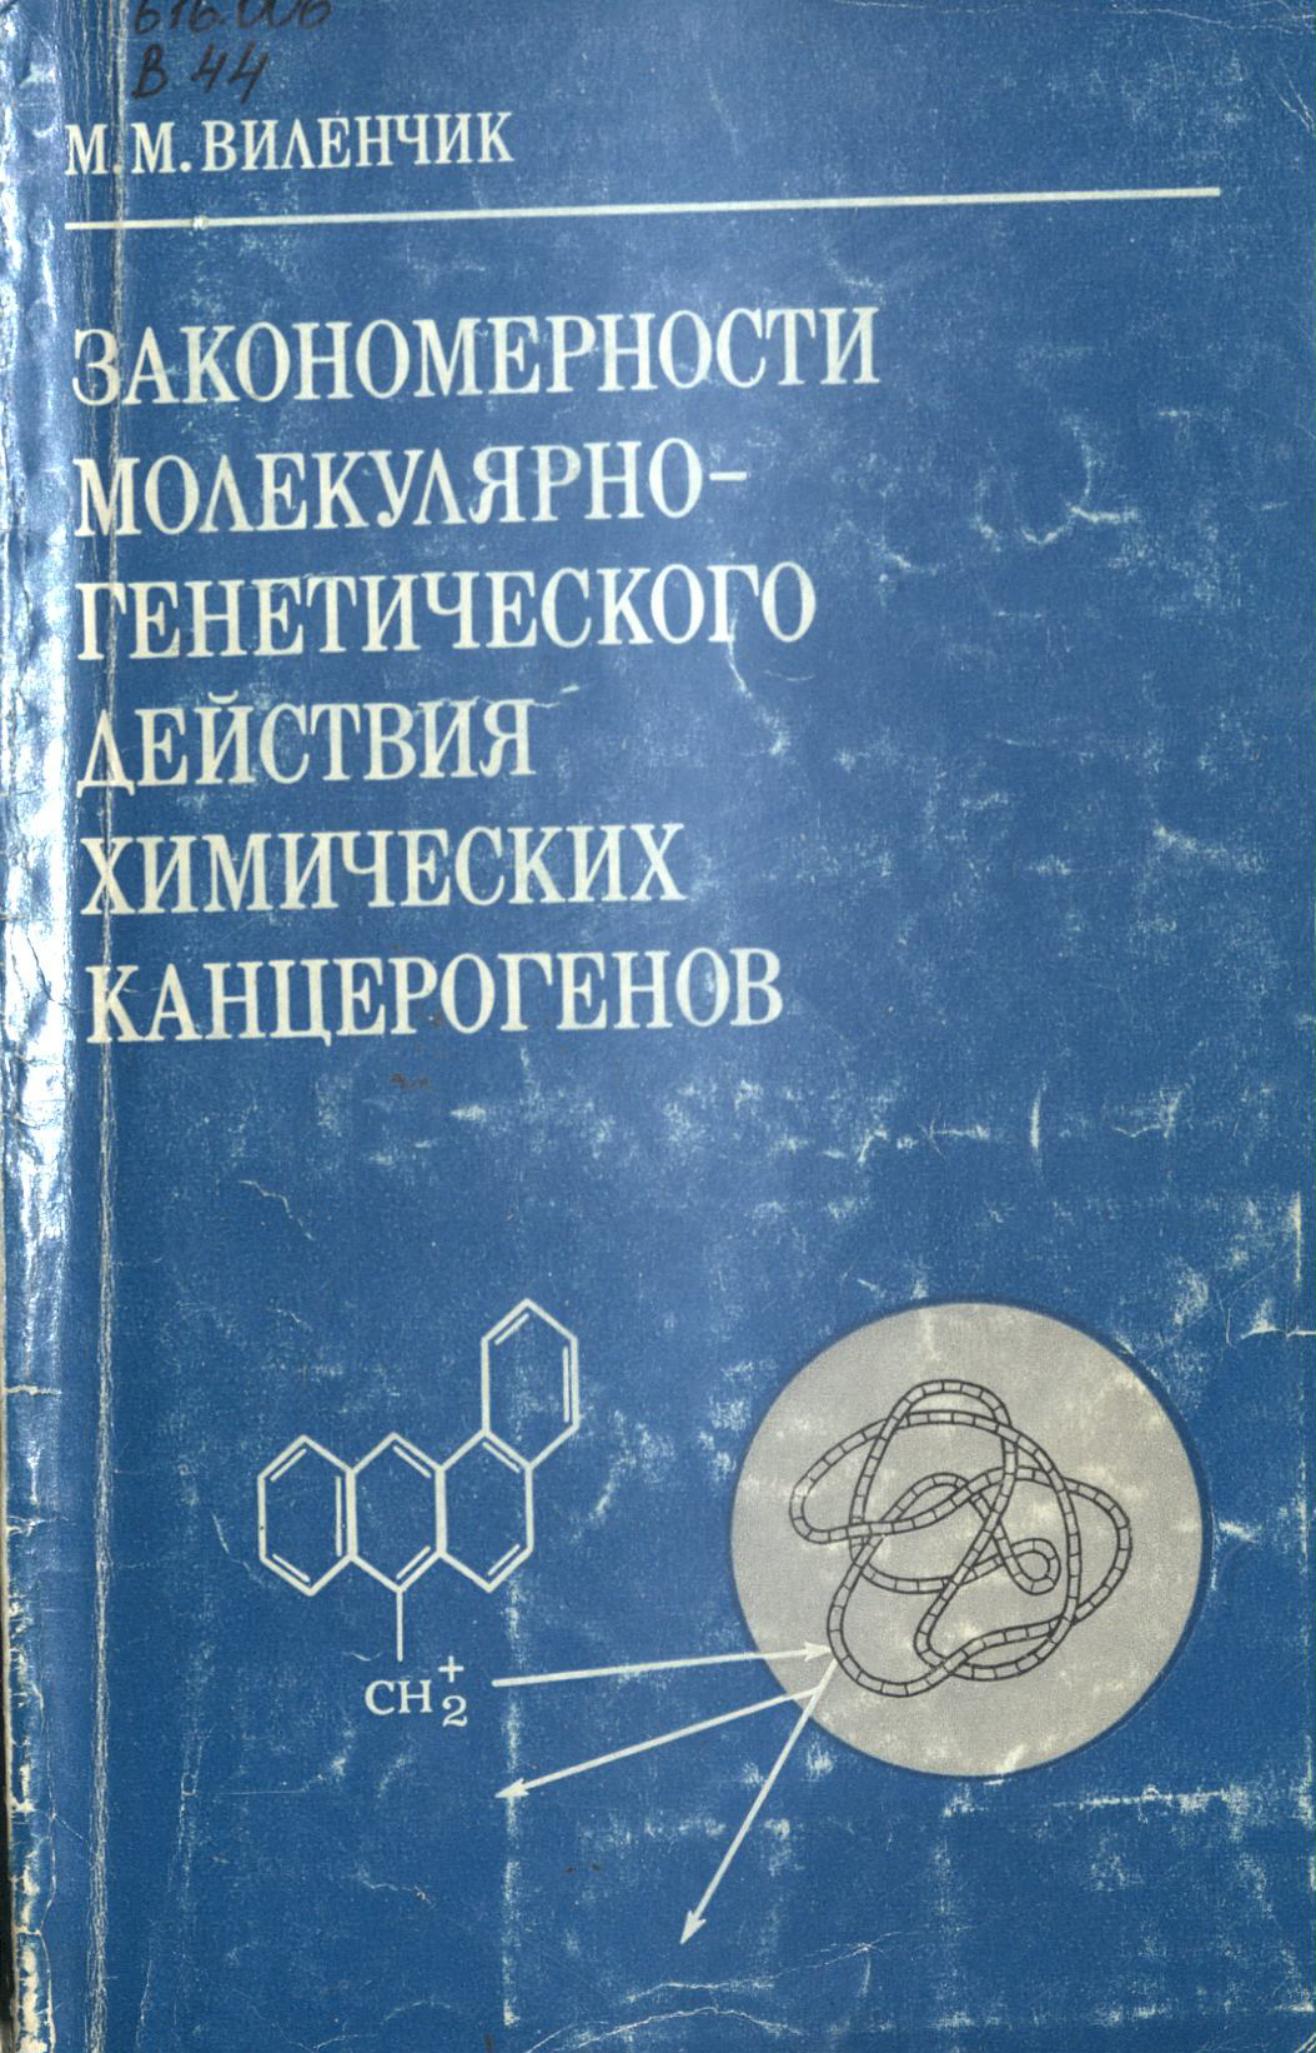 616.006
В 44
М. М. ВИЛЕНЧИК
ЗАКОНОМЕРНОСТИ
МОЛЕКУЛЯРНО-
ГЕНЕТИЧЕСКОГО
ДЕЙСТВИЯ
ХИМИЧЕСКИХ
КАНЦЕРОГЕНОВ
CH₂⁺